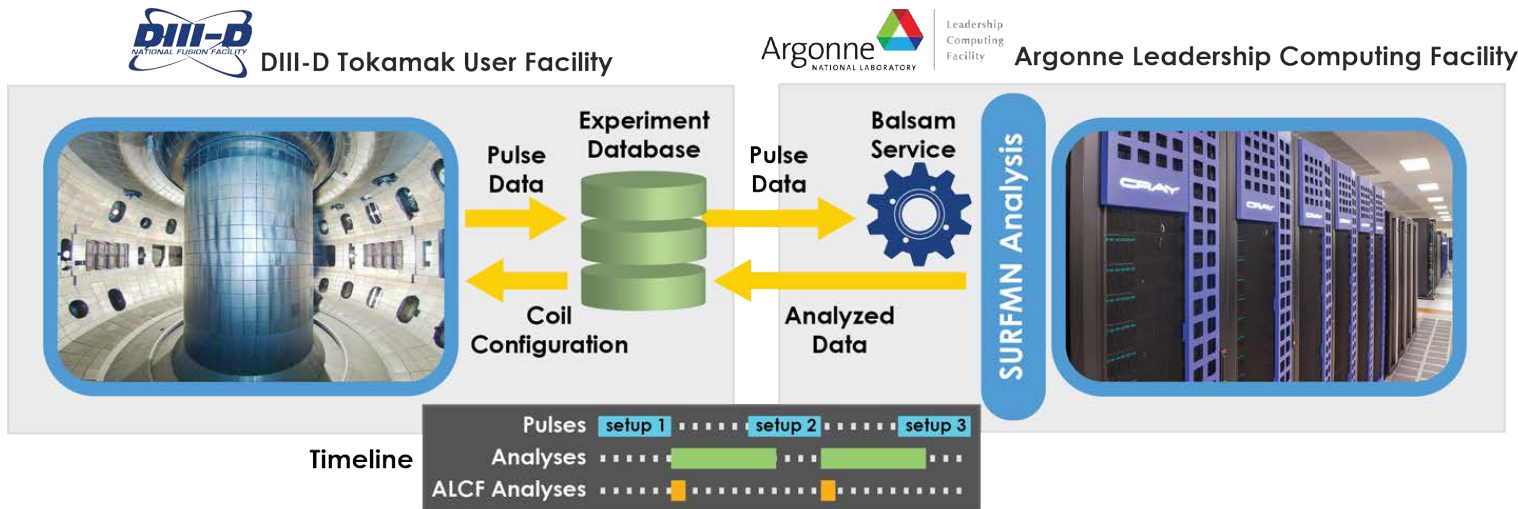 DIII-D
NATIONAL FUSION FACILITY
DIII-D Tokamak User Facility
Argonne
NATIONAL LABORATORY
Leadership
Computing
Facility
Argonne Leadership Computing Facility
Pulse
Data
Experiment
Database
Pulse
Data
Balsam
Service
SURFMN Analysis
CRAY
CRAY
Coil
Configuration
Analyzed
Data
Timeline
Pulses setup 1 setup 2 setup 3
Analyses
ALCF Analyses